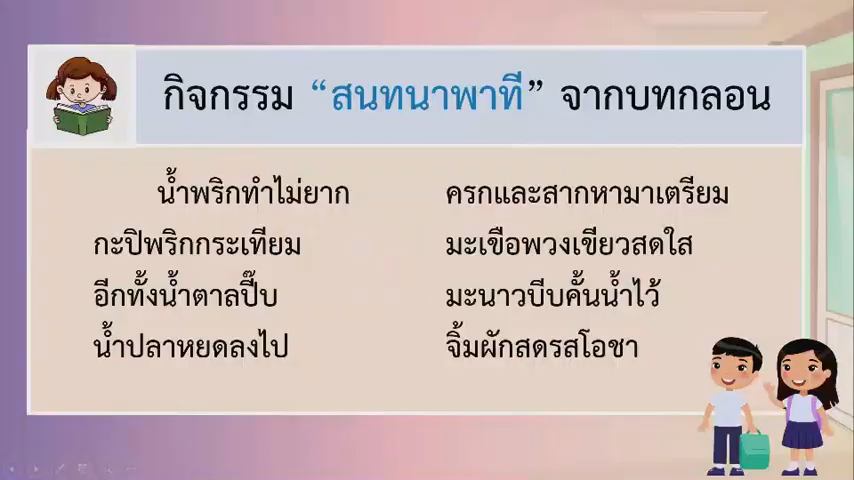 กิจกรรม “สนทนาพาที” จากบทกลอน
น้ำพริกทำไม่ยาก ครกและสากหามาเตรียม
กะปิพริกกระเทียม มะเขือพวงเขียวสดใส
อีกทั้งน้ำตาลปี๊บ มะนาวบีบคั้นน้ำไว้
น้ำปลาหยดลงไป จิ้มผักสดรสโอชา